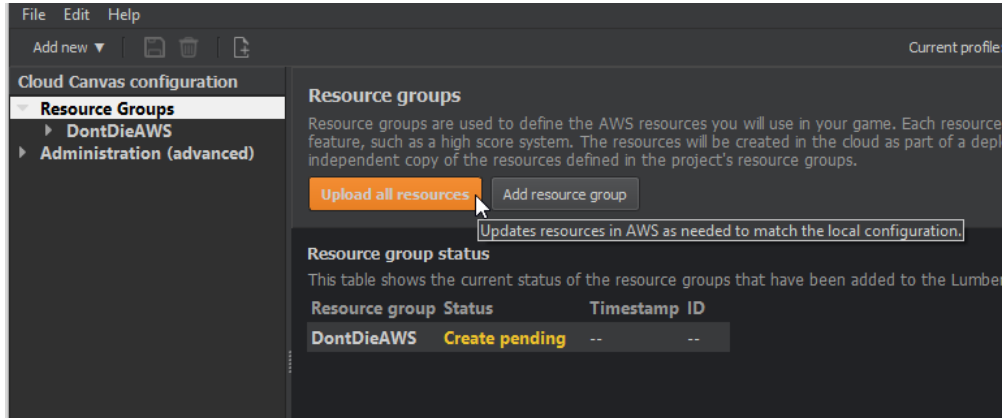 File Edit Help
Add new ▼ Current profile
Cloud Canvas configuration
Resource Groups
DontDieAWS
Administration (advanced)
Resource groups
Resource groups are used to define the AWS resources you will use in your game. Each resource
feature, such as a high score system. The resources will be created in the cloud as part of a
independent copy of the resources defined in the project's resource groups.
Upload all resources Add resource group
Updates resources in AWS as needed to match the local configuration.
Resource group status
This table shows the current status of the resource groups that have been added to the
Resource group Status Timestamp ID
DontDieAWS Create pending -- --